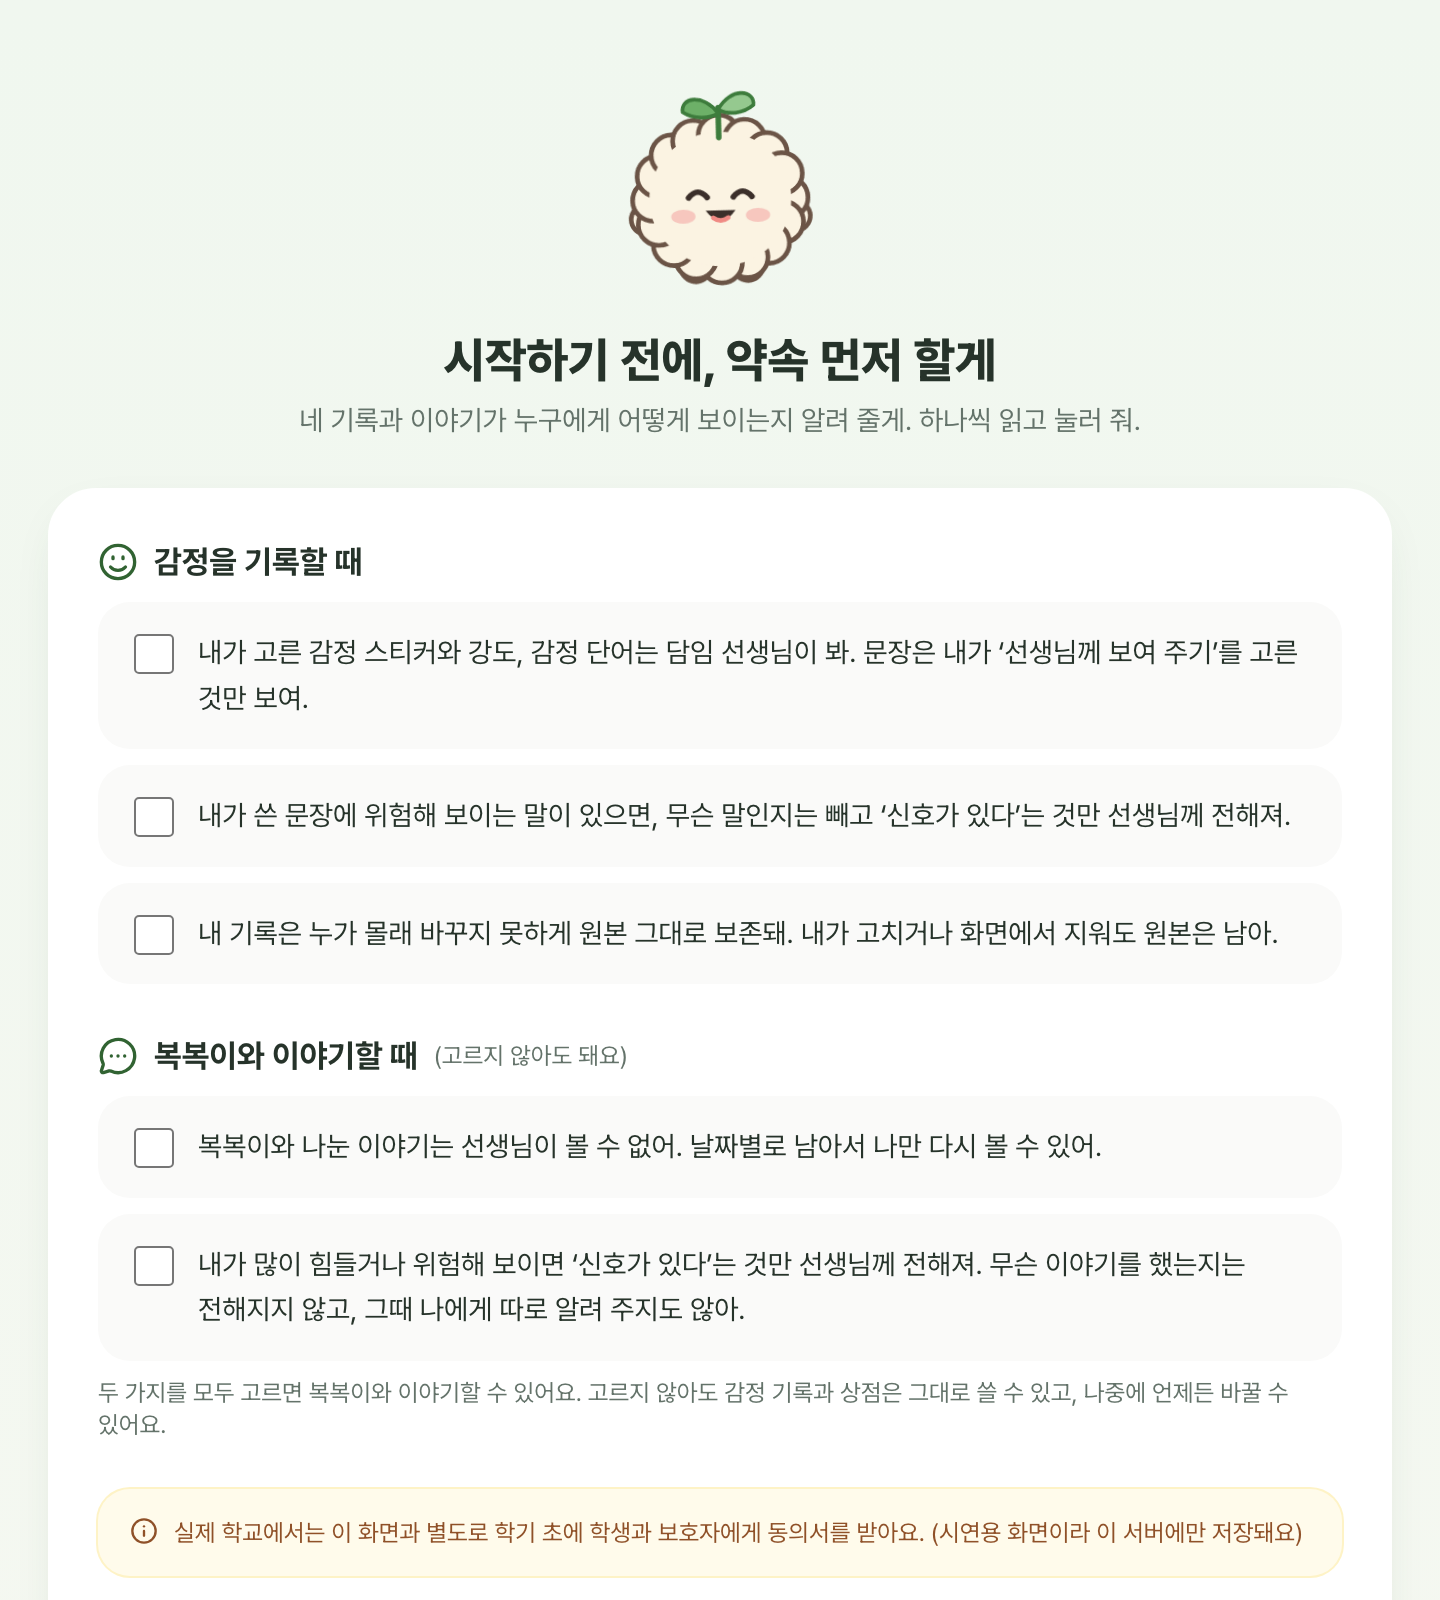 시작하기 전에, 약속 먼저 할게
네 기록과 이야기가 누구에게 어떻게 보이는지 알려 줄게. 하나씩 읽고 눌러 줘.
감정을 기록할 때
내가 고른 감정 스티커와 강도, 감정 단어는 담임 선생님이 봐. 문장은 내가 ‘선생님께 보여 주기’를 고른
것만 보여.
내가 쓴 문장에 위험해 보이는 말이 있으면, 무슨 말인지는 빼고 ‘신호가 있다’는 것만 선생님께 전해져.
내 기록은 누가 몰래 바꾸지 못하게 원본 그대로 보존돼. 내가 고치거나 화면에서 지워도 원본은 남아.
복복이와 이야기할 때 (고르지 않아도 돼요)
복복이와 나눈 이야기는 선생님이 볼 수 없어. 날짜별로 남아서 나만 다시 볼 수 있어.
내가 많이 힘들거나 위험해 보이면 ‘신호가 있다’는 것만 선생님께 전해져. 무슨 이야기를 했는지는
전해지지 않고, 그때 나에게 따로 알려 주지도 않아.
두 가지를 모두 고르면 복복이와 이야기할 수 있어요. 고르지 않아도 감정 기록과 상점은 그대로 쓸 수 있고, 나중에 언제든 바꿀 수
있어요.
실제 학교에서는 이 화면과 별도로 학기 초에 학생과 보호자에게 동의서를 받아요. (시연용 화면이라 이 서버에만 저장돼요)